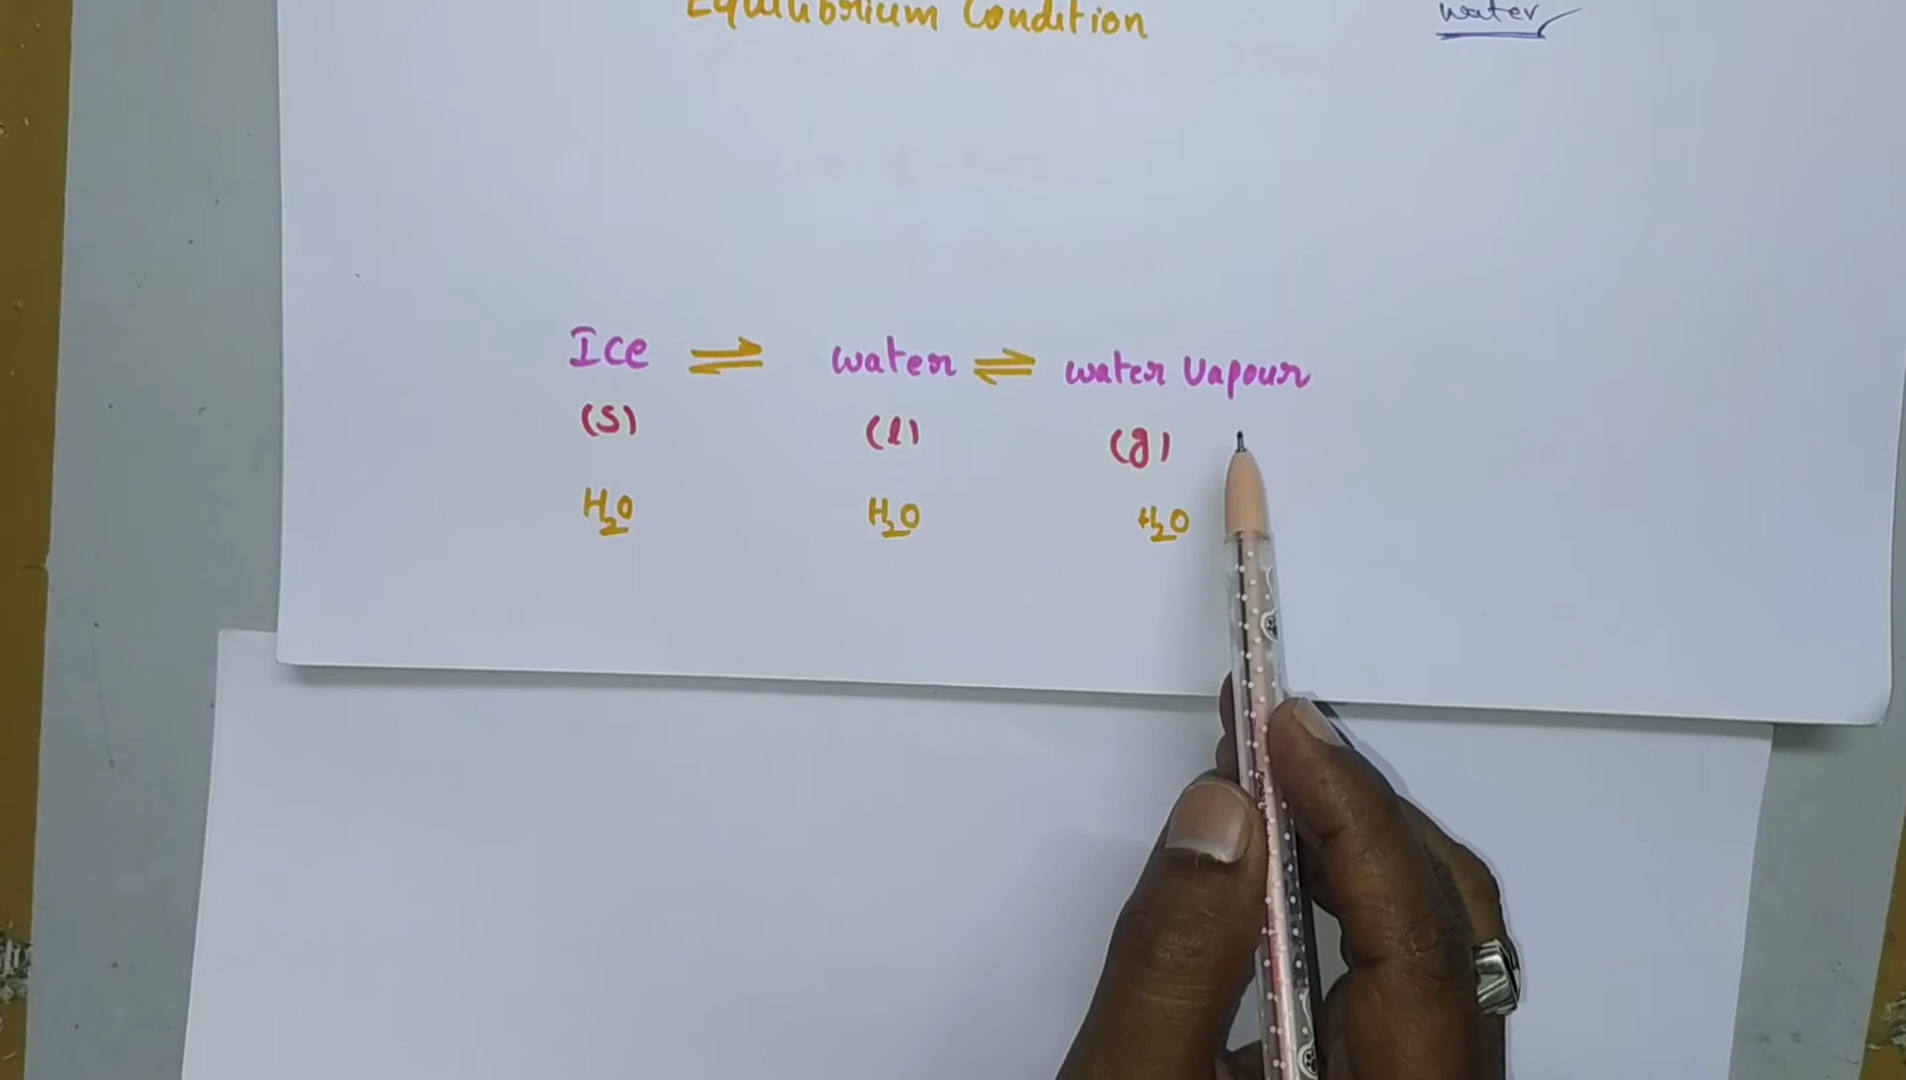 Equilibrium Condition
water
Ice ⇌ water ⇌ water vapour
(s) (l) (g)
H₂O H₂O H₂O